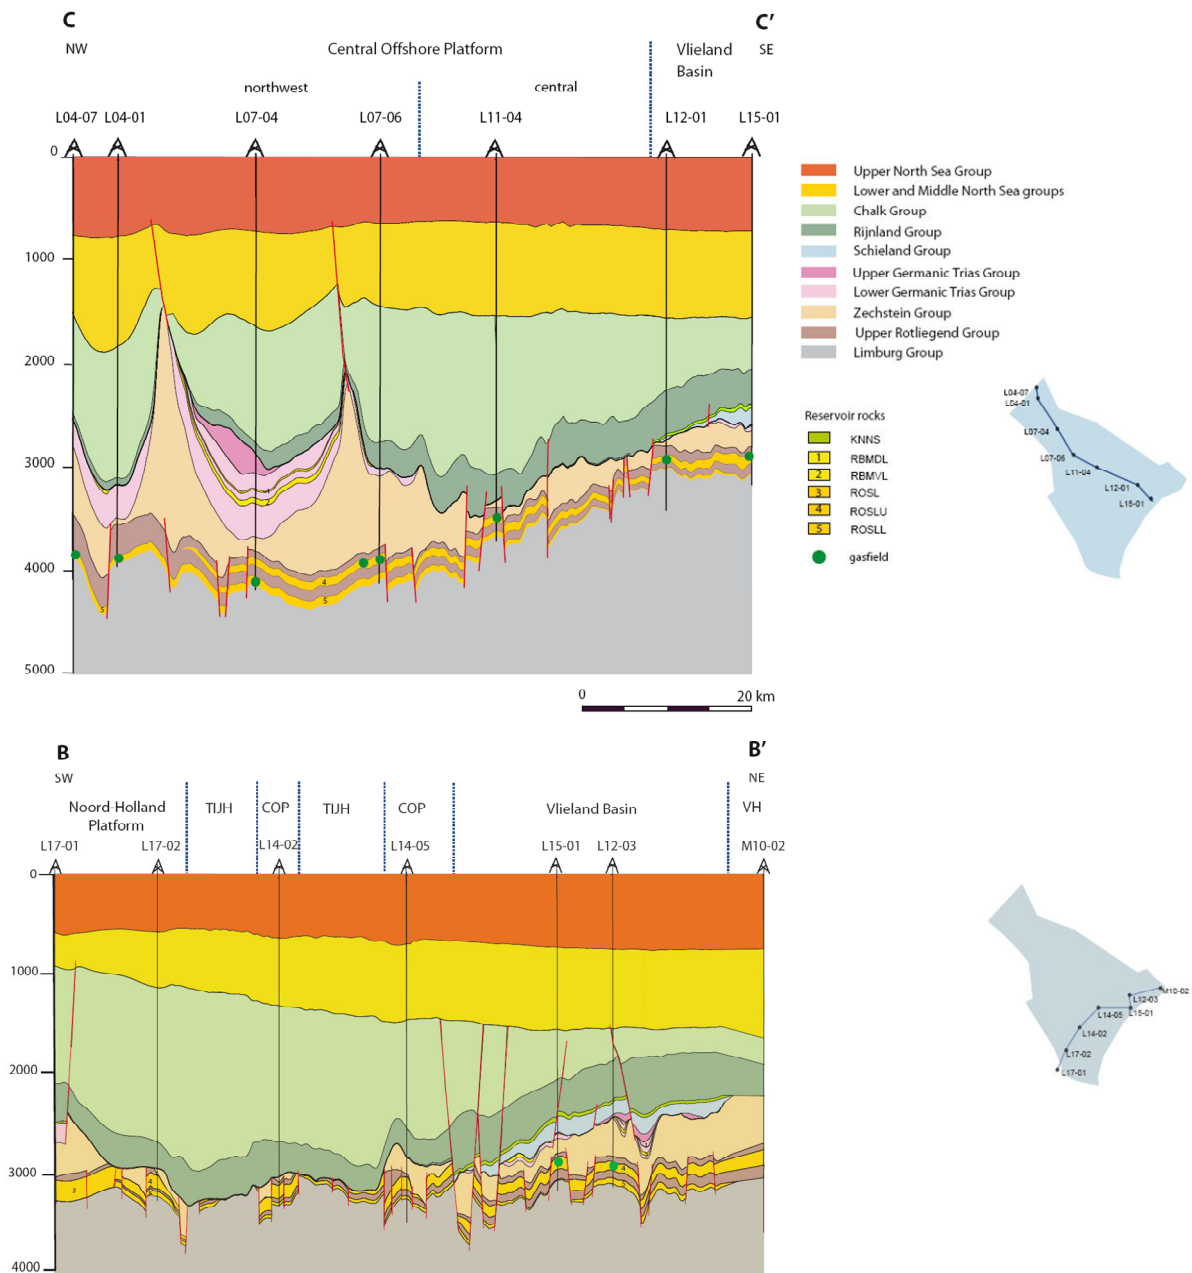 C
C'
NW
Central Offshore Platform
Vlieland
Basin
SE
northwest
central
L04-07 L04-01
L07-04
L07-06
L11-04
L12-01
L15-01
0
1000
2000
3000
4000
5000
4
5
5
0
20 km
Upper North Sea Group
Lower and Middle North Sea groups
Chalk Group
Rijnland Group
Schieland Group
Upper Germanic Trias Group
Lower Germanic Trias Group
Zechstein Group
Upper Rotliegend Group
Limburg Group
Reservoir rocks
KNNS
1 RBMDL
2 RBMVL
3 ROSL
4 ROSLU
5 ROSLL
gasfield
L04-07
L04-01
L07-04
L07-06
L11-04
L12-01
L15-01
B
B'
SW
NE
Noord-Holland
Platform
TIJH
COP
TIJH
COP
Vlieland Basin
VH
L17-01
L17-02
L14-02
L14-05
L15-01
L12-03
M10-02
0
1000
2000
3000
4000
3
4
4
M10-02
L12-03
L14-05
L15-01
L14-02
L17-02
L17-01